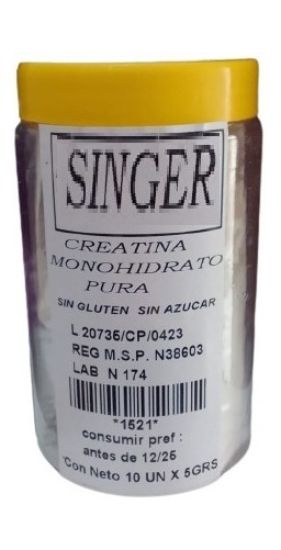 SINGER
CREATINA
MONOHIDRATO
PURA
SIN GLUTEN SIN AZUCAR
L 20735/CP/0423
REG M.S.P. N38603
LAB N 174
*1521*
consumir pref :
antes de 12/25
Con Neto 10 UN X 5GRS